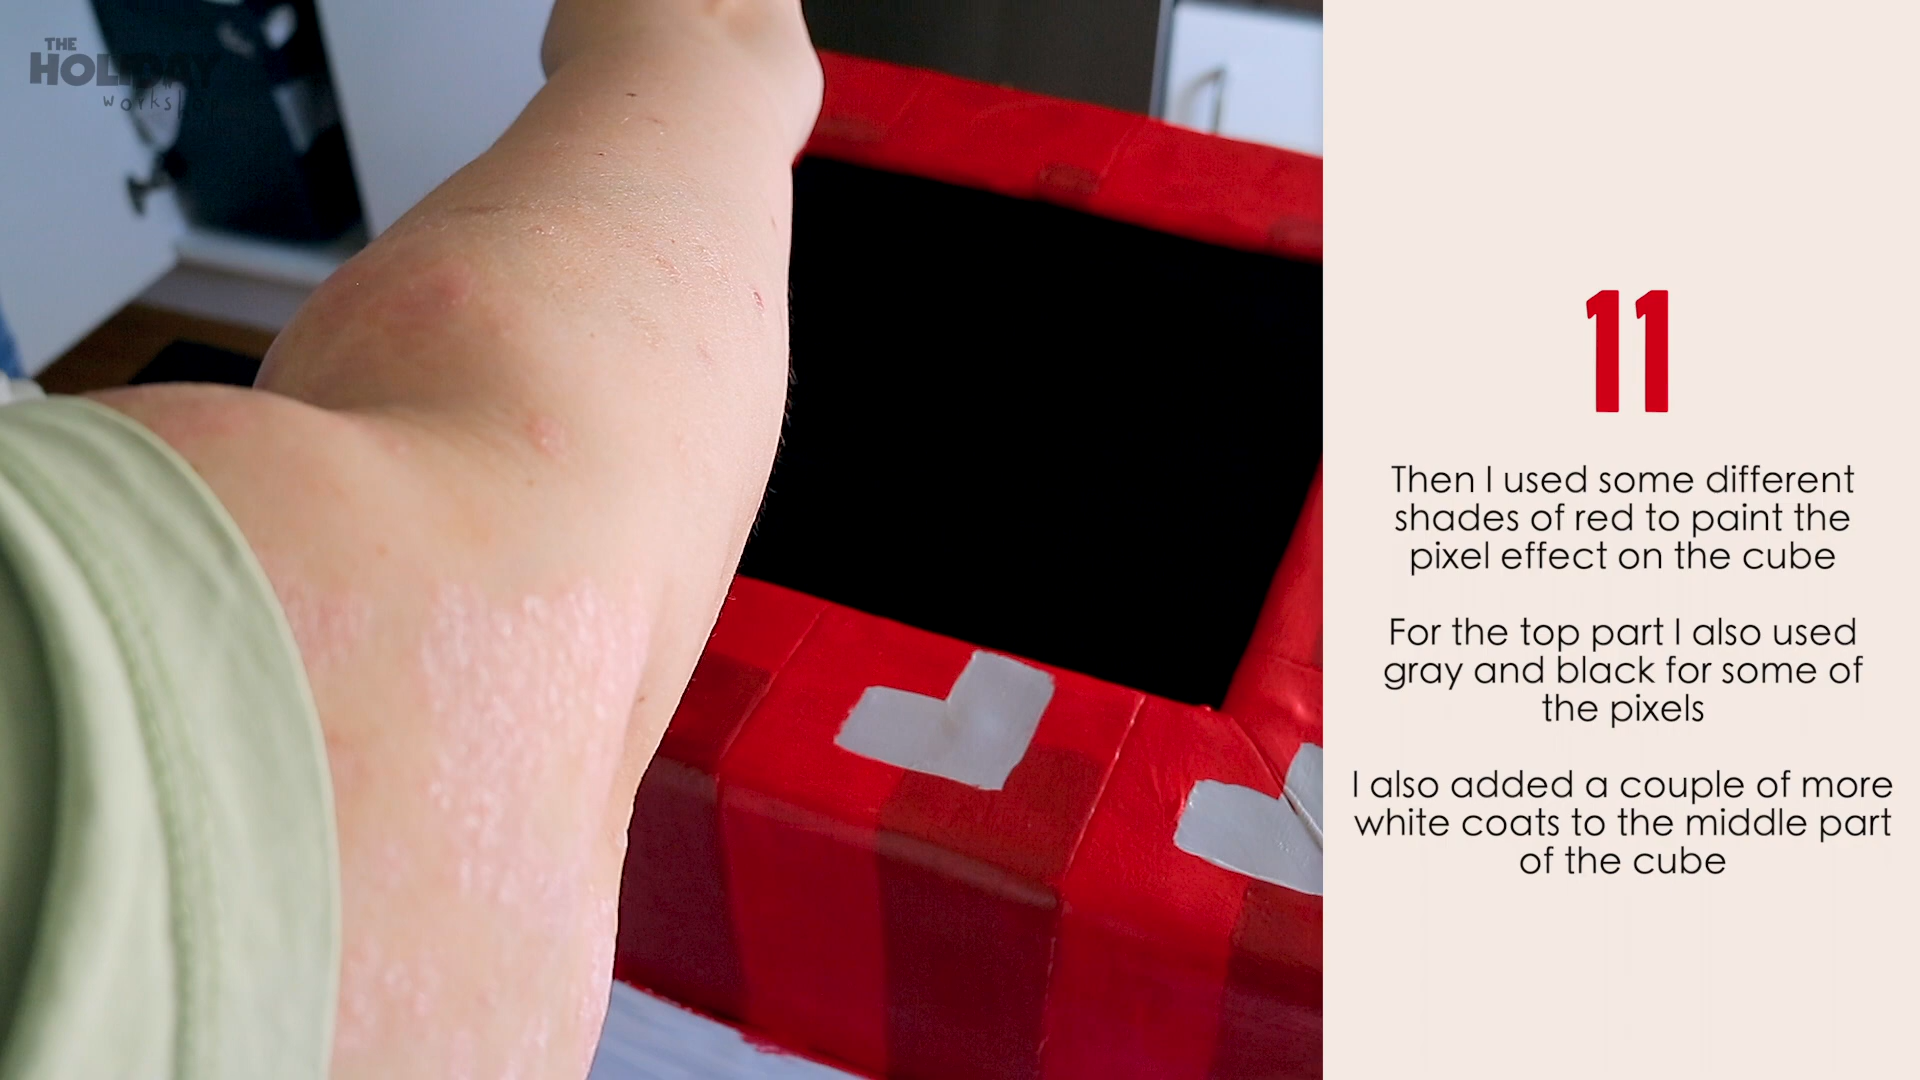 THE
HOLIDAY
workshop
11
Then I used some different
shades of red to paint the
pixel effect on the cube
For the top part I also used
gray and black for some of
the pixels
I also added a couple of more
white coats to the middle part
of the cube